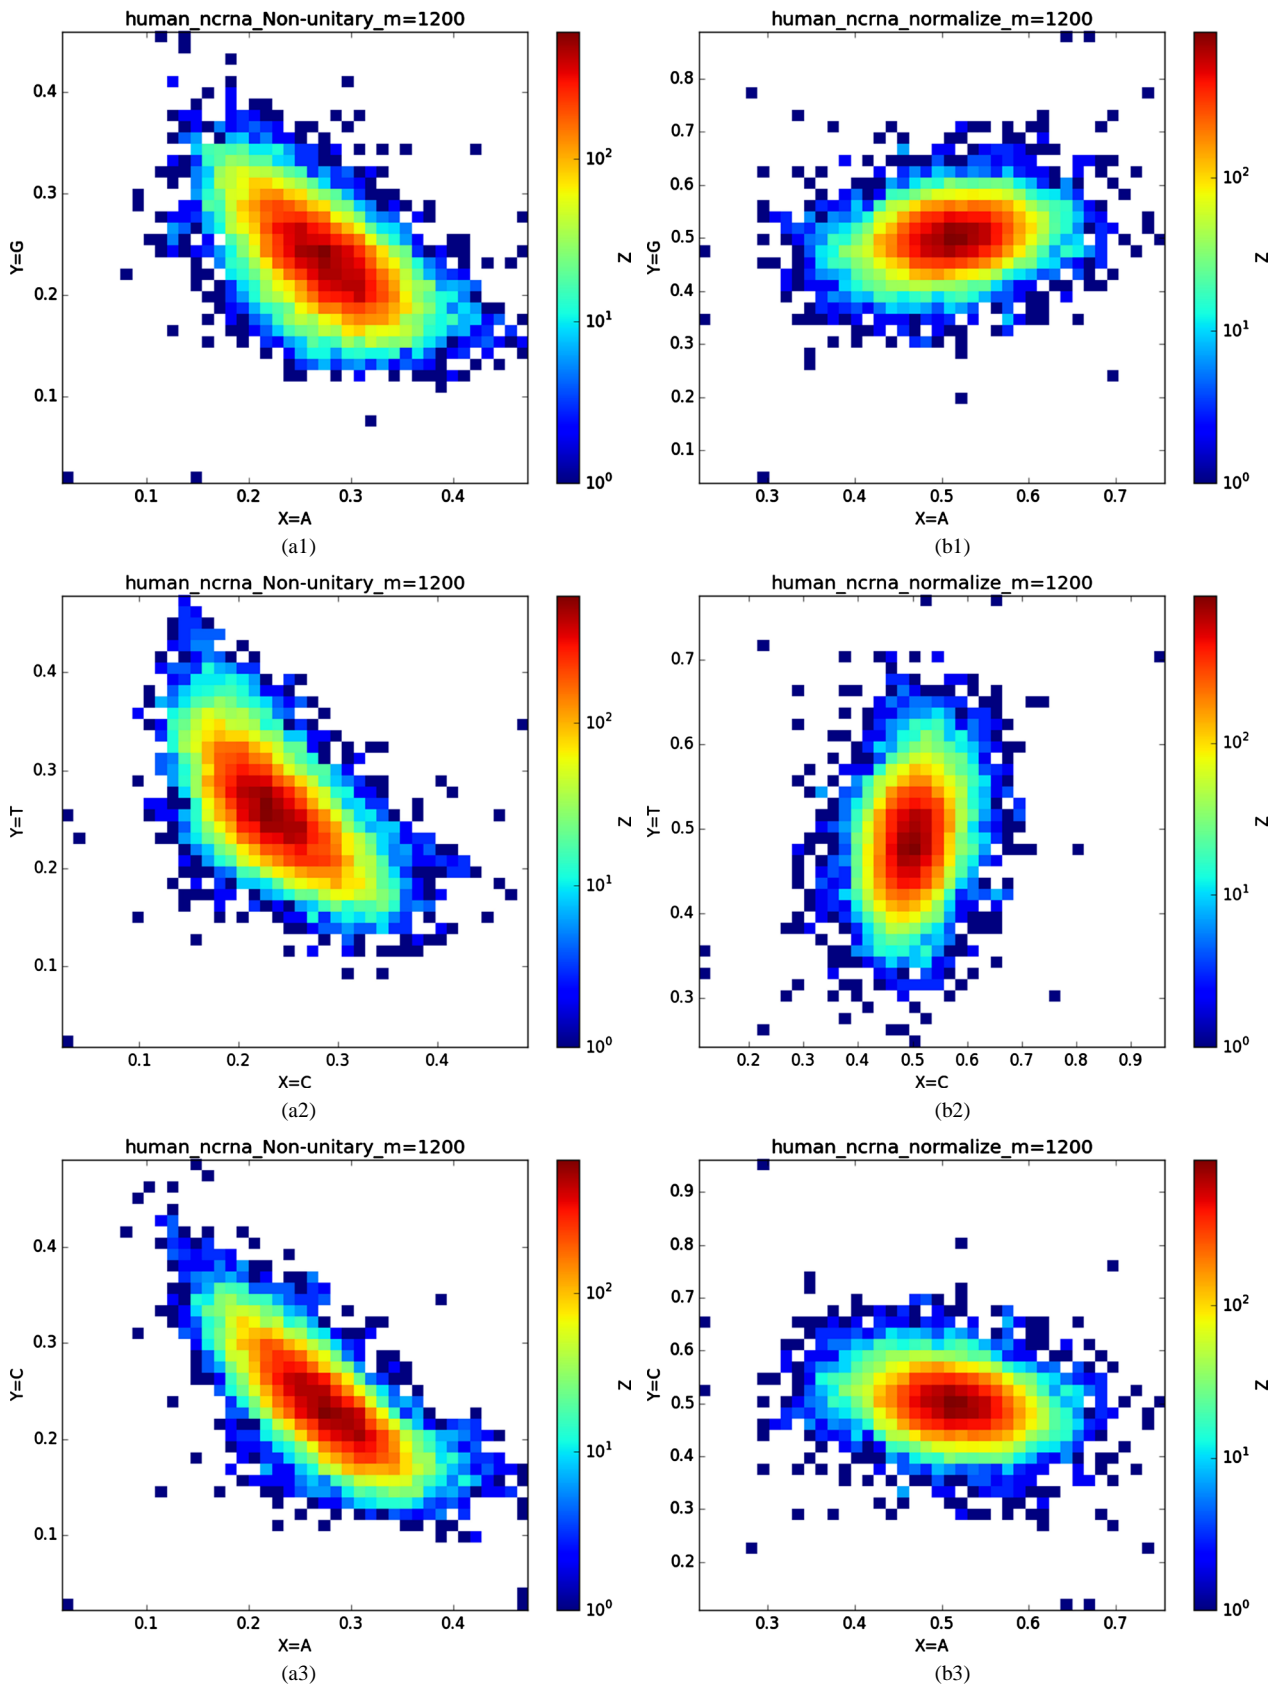 human_ncrna_Non-unitary_m=1200
human_ncrna_normalize_m=1200
0.4
0.3
0.2
0.1
Y=G
0.1 0.2 0.3 0.4
X=A
10²
10¹
10⁰
Z
(a1)
0.8
0.7
0.6
0.5
0.4
0.3
0.2
0.1
Y=G
0.3 0.4 0.5 0.6 0.7
X=A
10²
10¹
10⁰
Z
(b1)
human_ncrna_Non-unitary_m=1200
human_ncrna_normalize_m=1200
0.4
0.3
0.2
0.1
Y=T
0.1 0.2 0.3 0.4
X=C
10²
10¹
10⁰
Z
(a2)
0.7
0.6
0.5
0.4
0.3
Y=T
0.2 0.3 0.4 0.5 0.6 0.7 0.8 0.9
X=C
10²
10¹
10⁰
Z
(b2)
human_ncrna_Non-unitary_m=1200
human_ncrna_normalize_m=1200
0.4
0.3
0.2
0.1
Y=C
0.1 0.2 0.3 0.4
X=A
10²
10¹
10⁰
Z
(a3)
0.9
0.8
0.7
0.6
0.5
0.4
0.3
0.2
Y=C
0.3 0.4 0.5 0.6 0.7
X=A
10²
10¹
10⁰
Z
(b3)